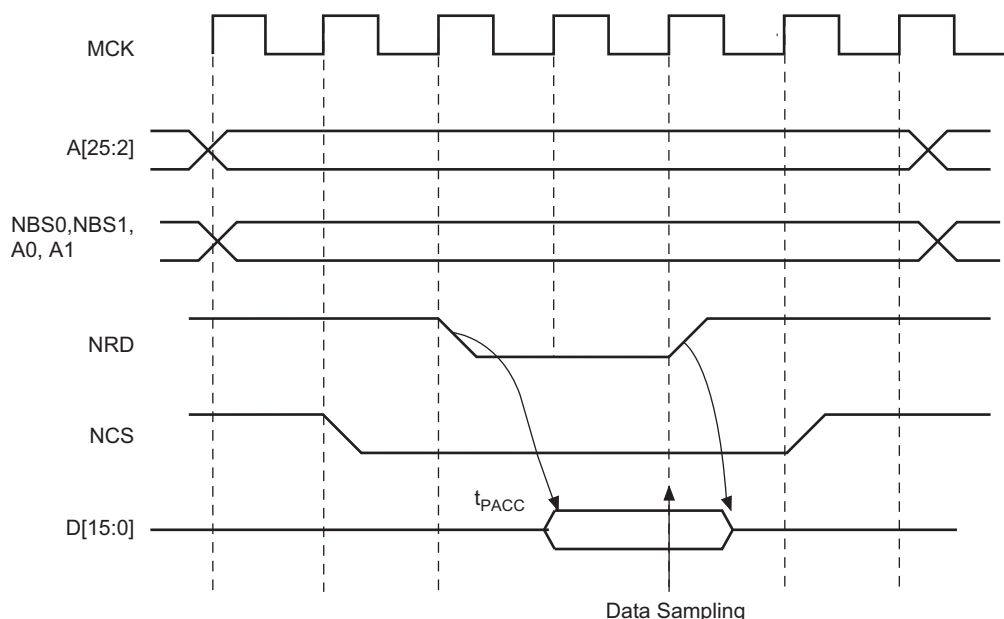 MCK
A[25:2]
NBS0,NBS1,
A0, A1
NRD
NCS
tPACC
D[15:0]
Data Sampling